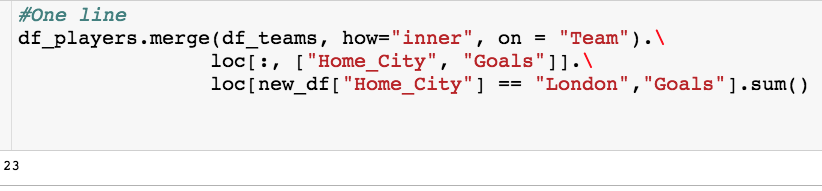 #One line
df_players.merge(df_teams, how="inner", on = "Team").\
loc[:, ["Home_City", "Goals"]].\
loc[new_df["Home_City"] == "London","Goals"].sum()
23